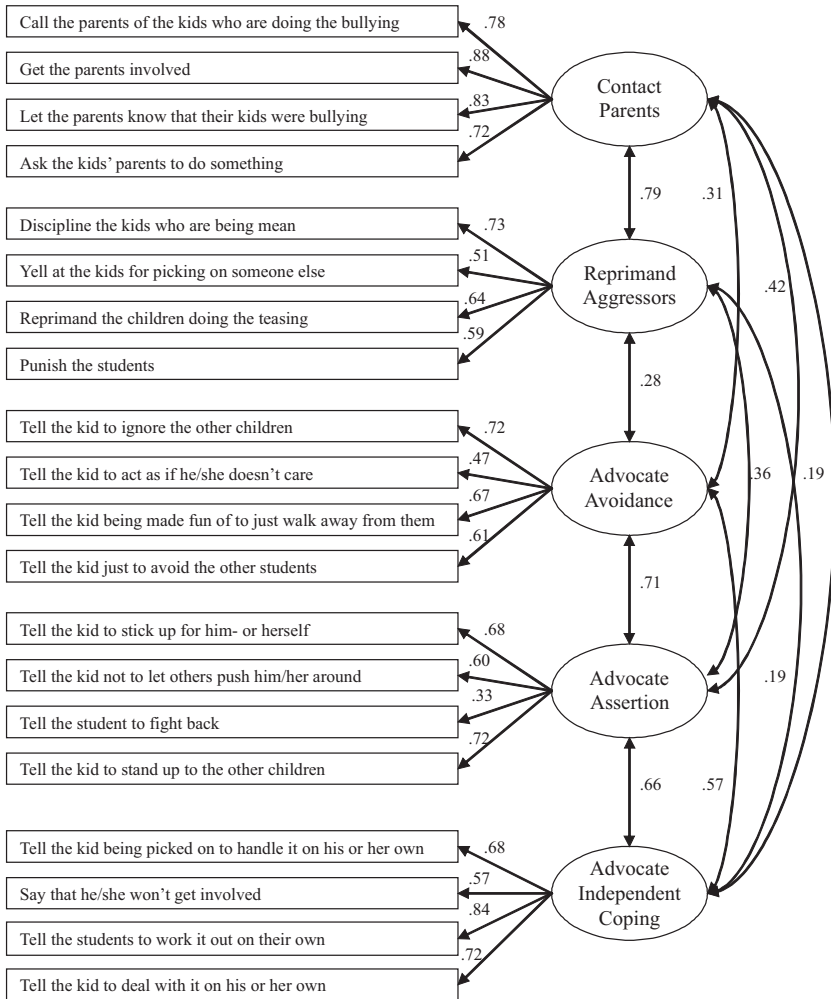 Call the parents of the kids who are doing the bullying
.78
Get the parents involved
.88
Let the parents know that their kids were bullying
.83
Ask the kids' parents to do something
.72
Contact
Parents
.79
.31
Discipline the kids who are being mean
.73
Yell at the kids for picking on someone else
.51
Reprimand the children doing the teasing
.64
Punish the students
.59
Reprimand
Aggressors
.42
.28
Tell the kid to ignore the other children
.72
Tell the kid to act as if he/she doesn't care
.47
Tell the kid being made fun of to just walk away from them
.67
Tell the kid just to avoid the other students
.61
Advocate
Avoidance
.36
.19
.71
Tell the kid to stick up for him- or herself
.68
Tell the kid not to let others push him/her around
.60
Tell the student to fight back
.33
Tell the kid to stand up to the other children
.72
Advocate
Assertion
.19
.66
.57
Tell the kid being picked on to handle it on his or her own
.68
Say that he/she won't get involved
.57
Tell the students to work it out on their own
.84
Tell the kid to deal with it on his or her own
.72
Advocate
Independent
Coping